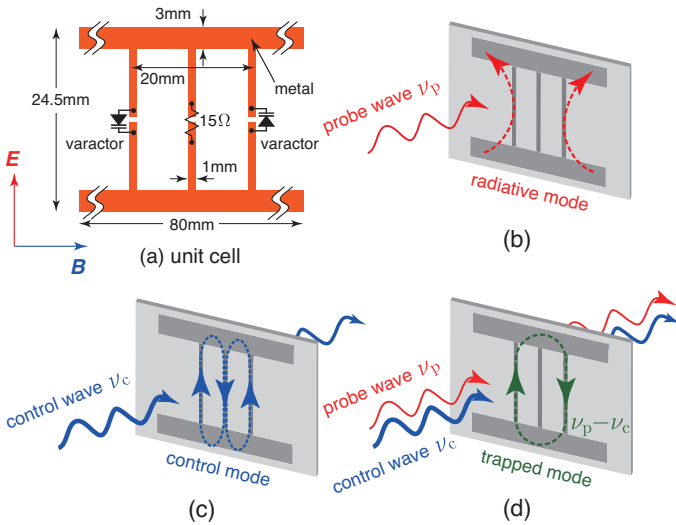 3mm
20mm
metal
24.5mm
15Ω
varactor
varactor
1mm
E
B
80mm
(a) unit cell
probe wave νp
radiative mode
(b)
control wave νc
control mode
(c)
probe wave νp
control wave νc
νp−νc
trapped mode
(d)